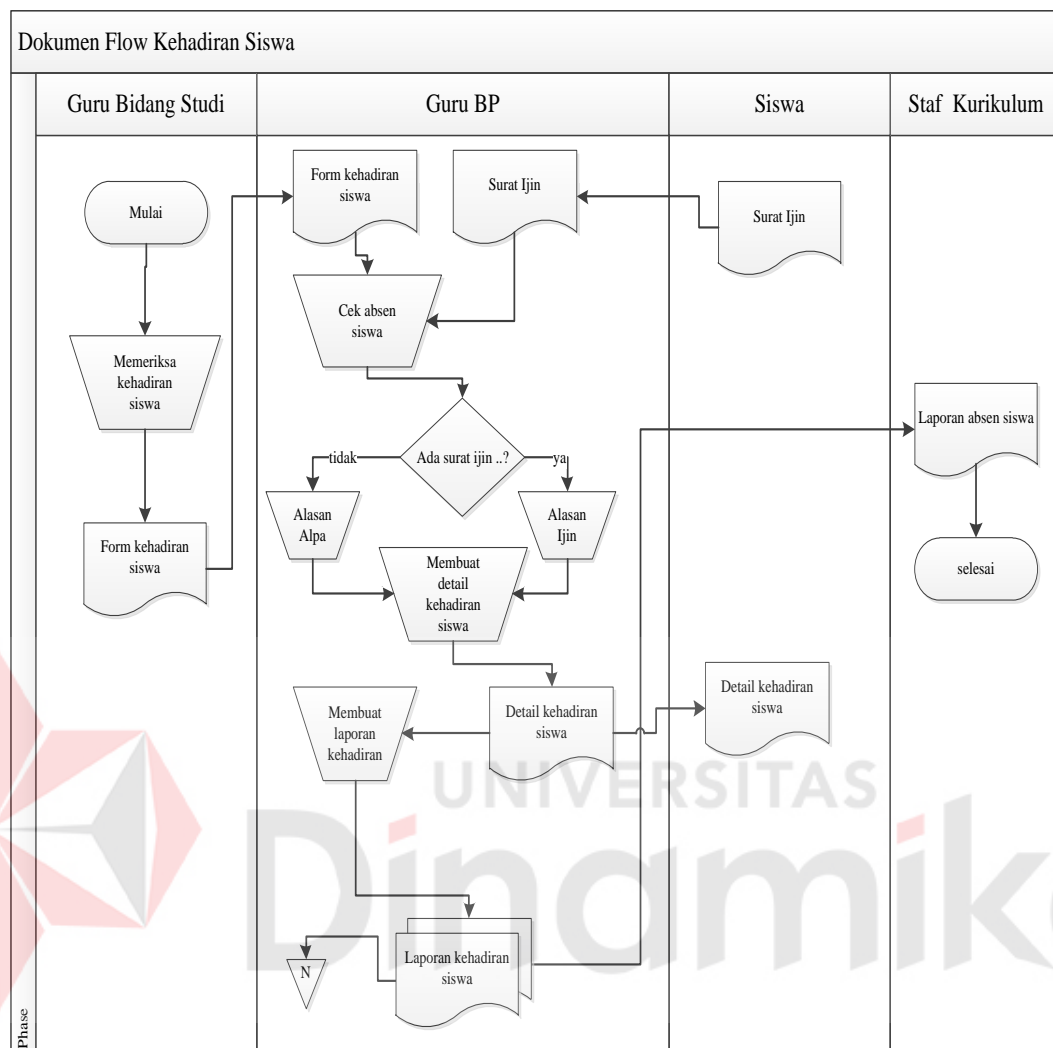 Dokumen Flow Kehadiran Siswa
Guru Bidang Studi
Guru BP
Siswa
Staf Kurikulum
Mulai
Memeriksa
kehadiran
siswa
Form kehadiran
siswa
Form kehadiran
siswa
Surat Ijin
Surat Ijin
Cek absen
siswa
Ada surat ijin ..?
tidak
ya
Alasan
Alpa
Alasan
Ijin
Membuat
detail
kehadiran
siswa
Laporan absen siswa
selesai
Membuat
laporan
kehadiran
Detail kehadiran
siswa
Detail kehadiran
siswa
Laporan kehadiran
siswa
N
Phase
UNIVERSITAS
Dinamika